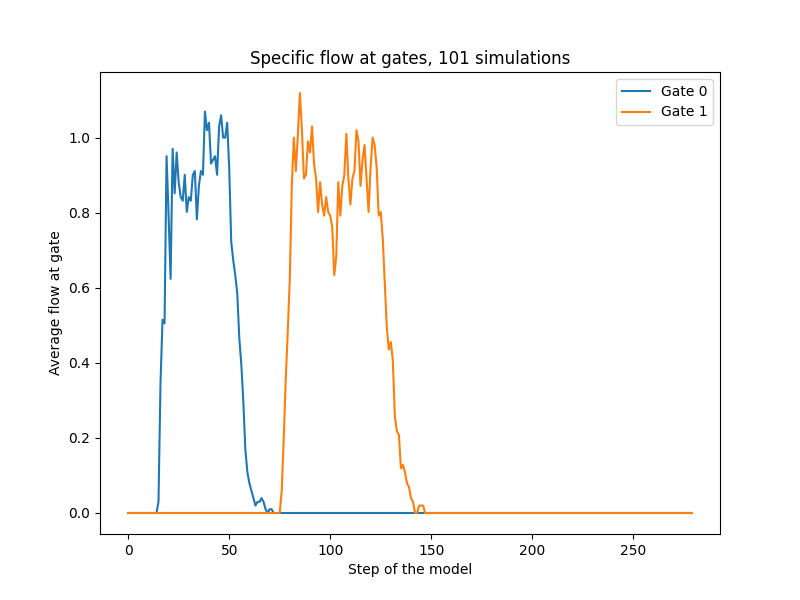 Specific flow at gates, 101 simulations
Gate 0
Gate 1
Average flow at gate
1.0
0.8
0.6
0.4
0.2
0.0
0 50 100 150 200 250
Step of the model